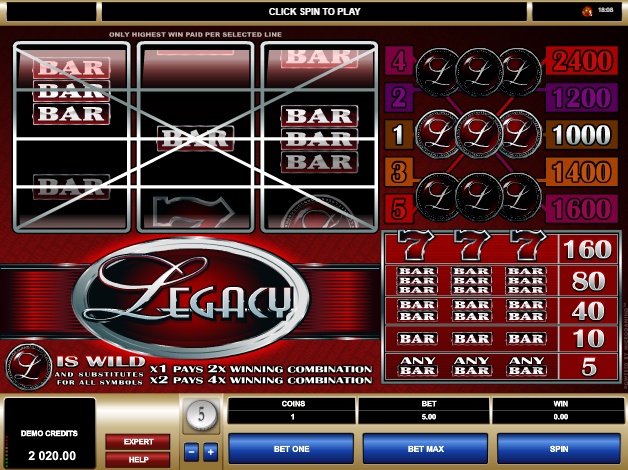 CLICK SPIN TO PLAY
18:08
ONLY HIGHEST WIN PAID PER SELECTED LINE
BAR
BAR
BAR
BAR
BAR
BAR
BAR
BAR
BAR
7
L
4 L L L 2400
2 1200
1 L L L 1000
3 1400
5 L L L 1600
7 7 7 160
BAR BAR BAR 80
BAR BAR BAR
BAR BAR BAR
BAR BAR BAR 40
BAR BAR BAR
BAR BAR BAR 10
ANY ANY ANY 5
BAR BAR BAR
LEGACY
L IS WILD
AND SUBSTITUTES
FOR ALL SYMBOLS
x1 PAYS 2x WINNING COMBINATION
x2 PAYS 4x WINNING COMBINATION
DEMO CREDITS
2 020.00
EXPERT
HELP
5
- +
COINS
1
BET
5.00
WIN
0.00
BET ONE
BET MAX
SPIN